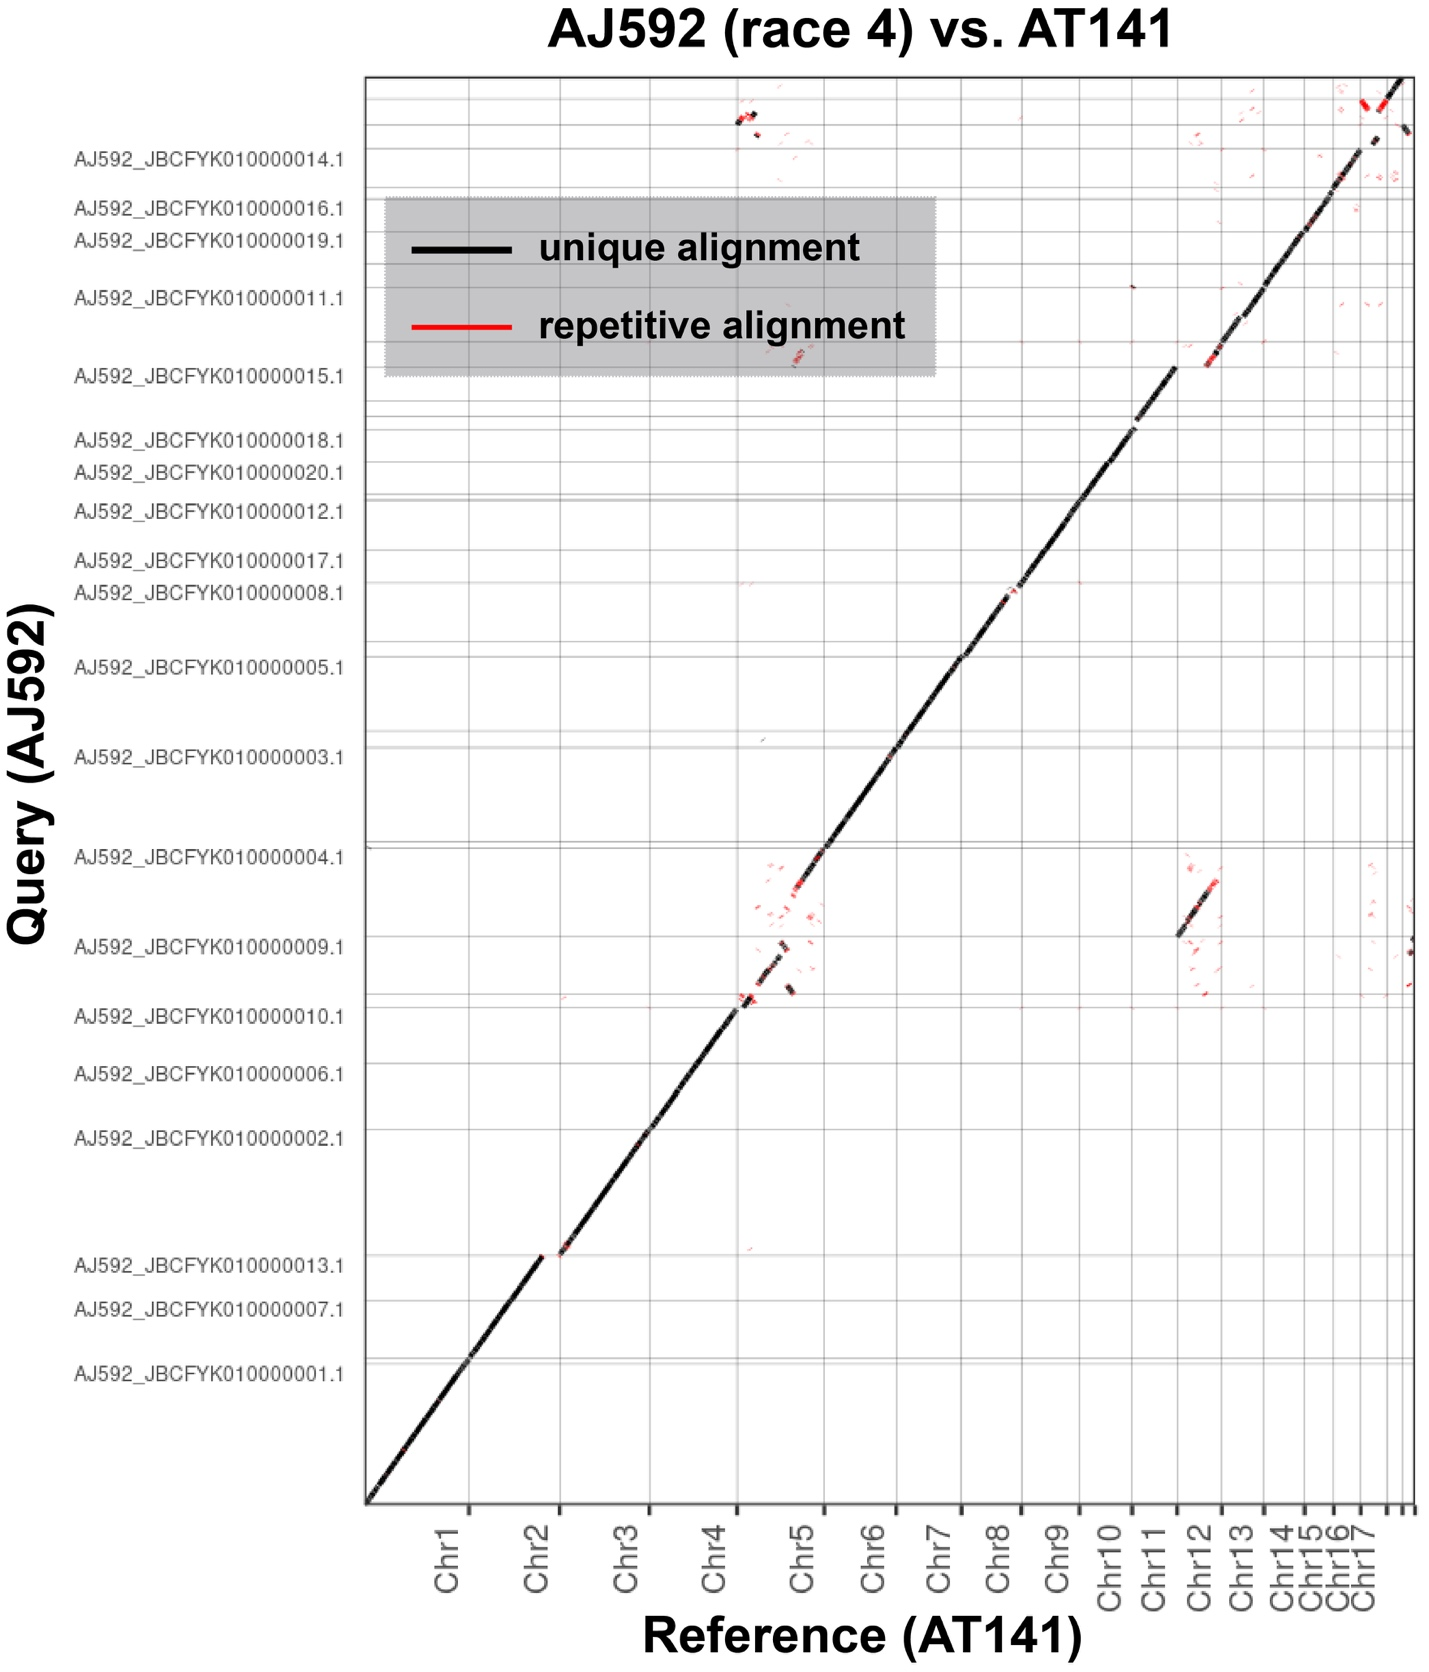 AJ592 (race 4) vs. AT141
unique alignment
repetitive alignment
Query (AJ592)
AJ592_JBCFYK010000014.1
AJ592_JBCFYK010000016.1
AJ592_JBCFYK010000019.1
AJ592_JBCFYK010000011.1
AJ592_JBCFYK010000015.1
AJ592_JBCFYK010000018.1
AJ592_JBCFYK010000020.1
AJ592_JBCFYK010000012.1
AJ592_JBCFYK010000017.1
AJ592_JBCFYK010000008.1
AJ592_JBCFYK010000005.1
AJ592_JBCFYK010000003.1
AJ592_JBCFYK010000004.1
AJ592_JBCFYK010000009.1
AJ592_JBCFYK010000010.1
AJ592_JBCFYK010000006.1
AJ592_JBCFYK010000002.1
AJ592_JBCFYK010000013.1
AJ592_JBCFYK010000007.1
AJ592_JBCFYK010000001.1
Chr1
Chr2
Chr3
Chr4
Chr5
Chr6
Chr7
Chr8
Chr9
Chr10
Chr11
Chr12
Chr13
Chr14
Chr15
Chr16
Chr17
Reference (AT141)